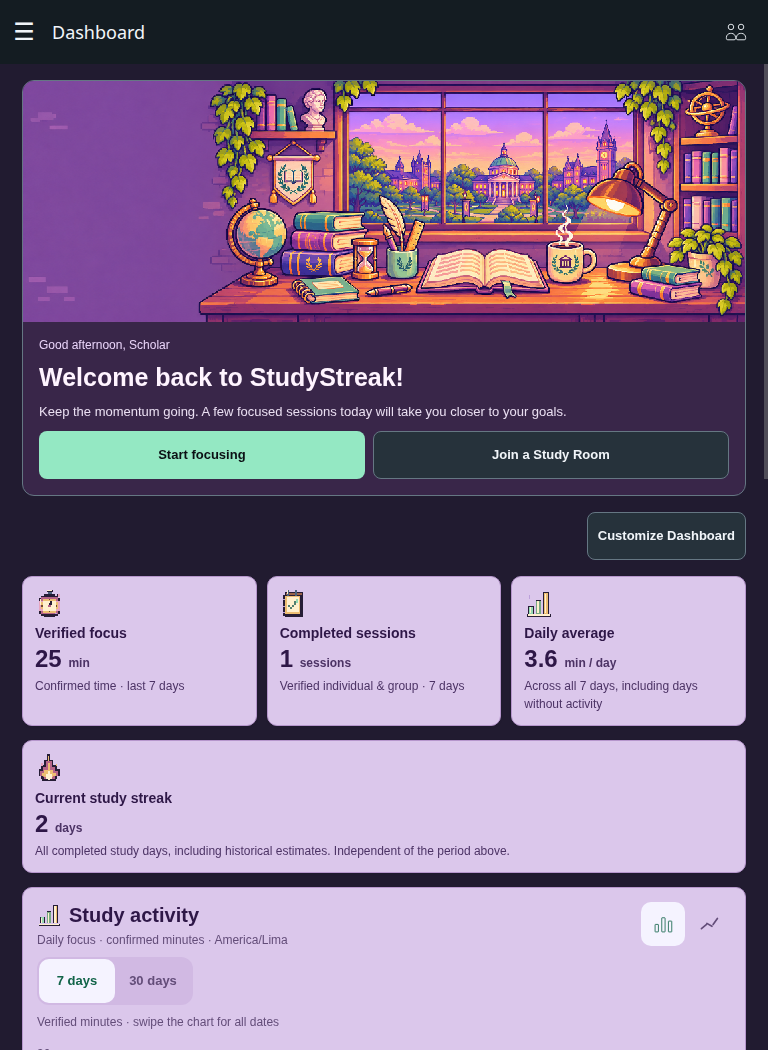 Dashboard
Good afternoon, Scholar
Welcome back to StudyStreak!
Keep the momentum going. A few focused sessions today will take you closer to your goals.
Start focusing
Join a Study Room
Customize Dashboard
Verified focus
25 min
Confirmed time · last 7 days
Completed sessions
1 sessions
Verified individual & group · 7 days
Daily average
3.6 min / day
Across all 7 days, including days
without activity
Current study streak
2 days
All completed study days, including historical estimates. Independent of the period above.
Study activity
Daily focus · confirmed minutes · America/Lima
7 days
30 days
Verified minutes · swipe the chart for all dates